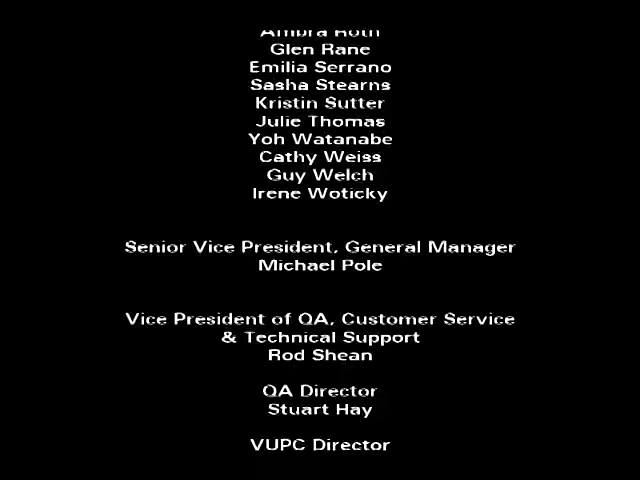 Ambra Roth
Glen Rane
Emilia Serrano
Sasha Stearns
Kristin Sutter
Julie Thomas
Yoh Watanabe
Cathy Weiss
Guy Welch
Irene Woticky
Senior Vice President, General Manager
Michael Pole
Vice President of QA, Customer Service
& Technical Support
Rod Shean
QA Director
Stuart Hay
VUPC Director